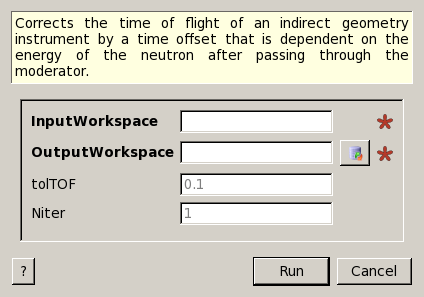 Corrects the time of flight of an indirect geometry
instrument by a time offset that is dependent on the
energy of the neutron after passing through the
moderator.
InputWorkspace
OutputWorkspace
tolTOF 0.1
Niter 1
? Run Cancel